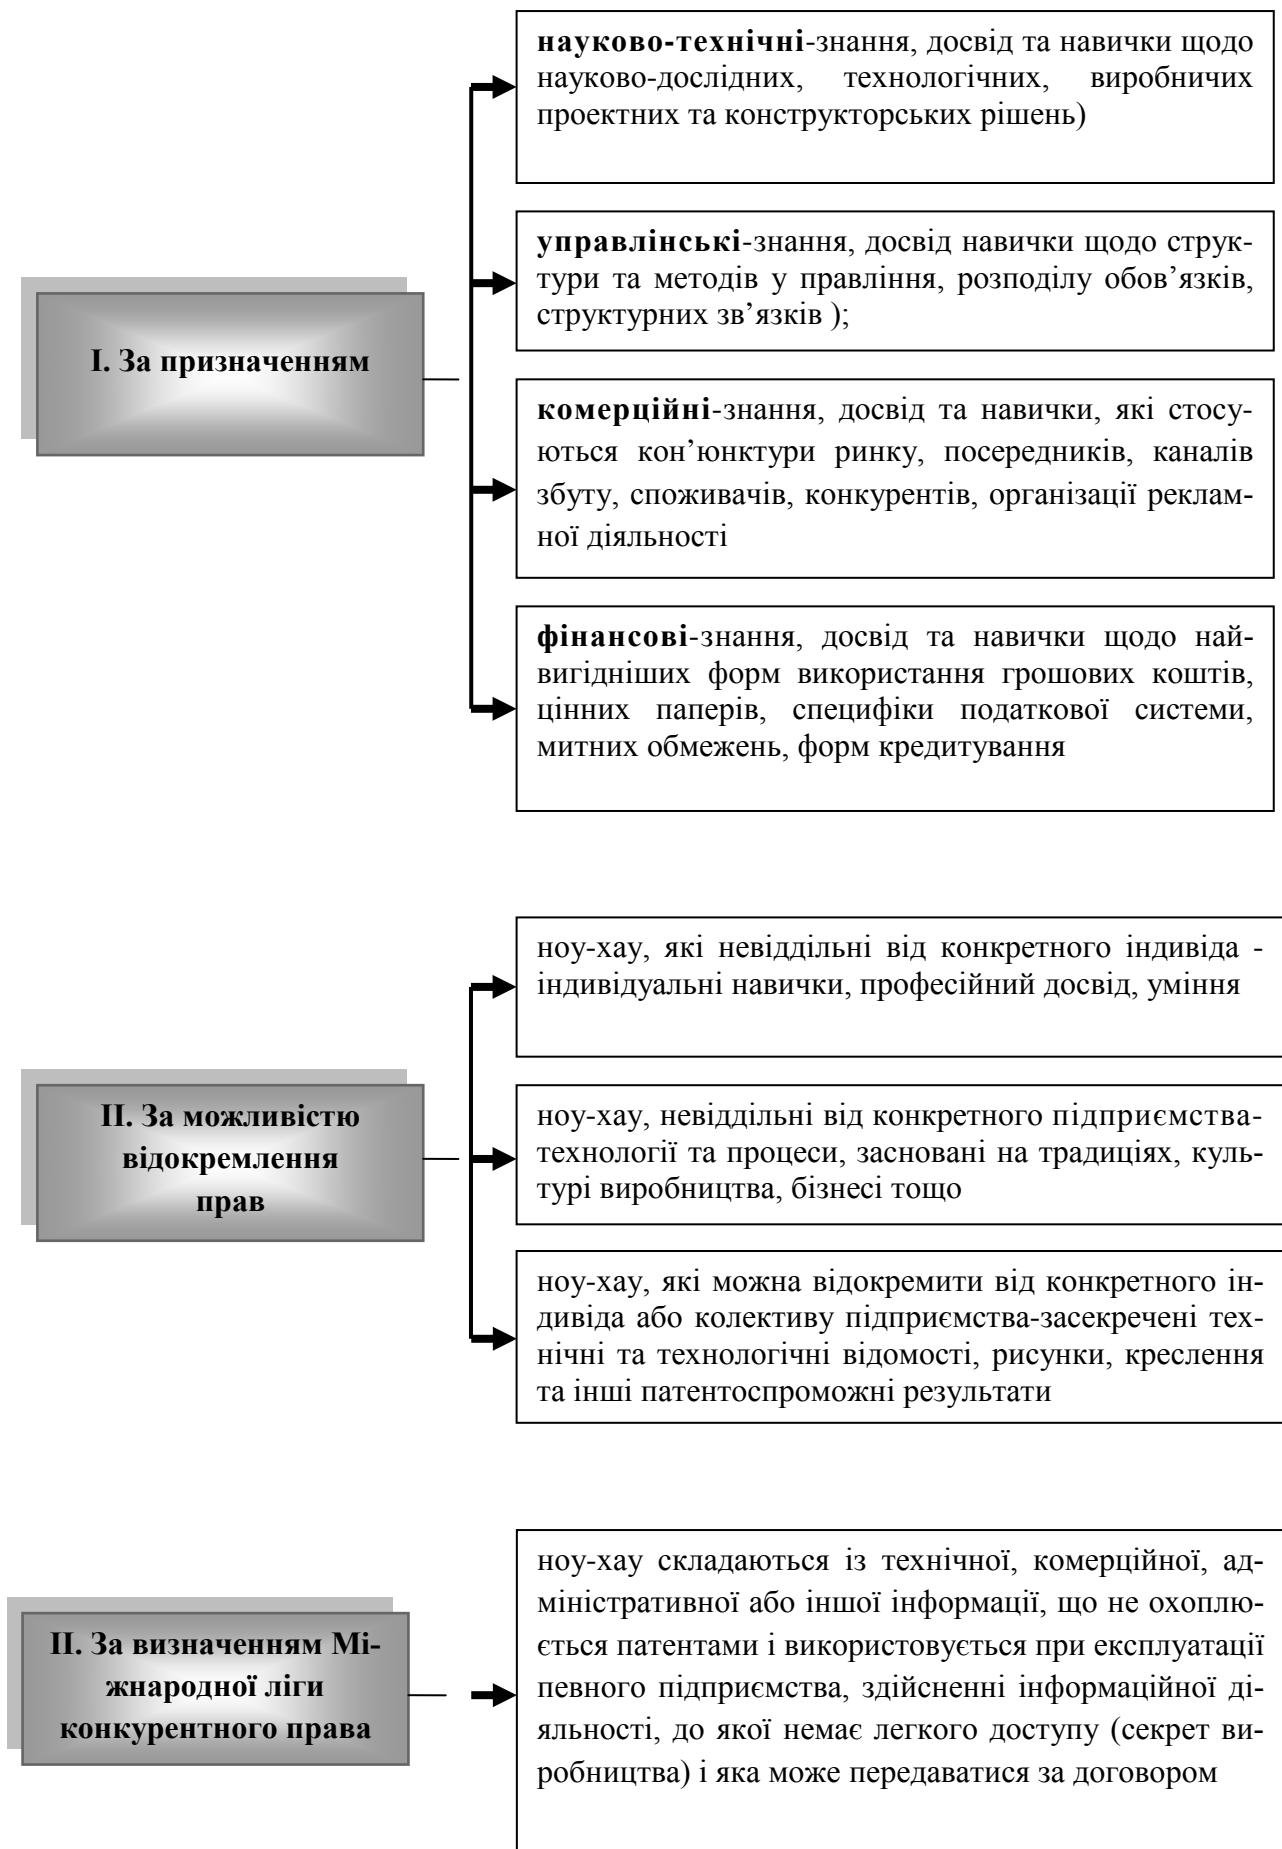 науково-технічні-знання, досвід та навички щодо
науково-дослідних, технологічних, виробничих
проектних та конструкторських рішень)
управлінські-знання, досвід навички щодо струк-
тури та методів у правління, розподілу обов’язків,
структурних зв’язків );
I. За призначенням
комерційні-знання, досвід та навички, які стосу-
ються кон’юнктури ринку, посередників, каналів
збуту, споживачів, конкурентів, організації реклам-
ної діяльності
фінансові-знання, досвід та навички щодо най-
вигідніших форм використання грошових коштів,
цінних паперів, специфіки податкової системи,
митних обмежень, форм кредитування
ноу-хау, які невіддільні від конкретного індивіда -
індивідуальні навички, професійний досвід, уміння
II. За можливістю
відокремлення
прав
ноу-хау, невіддільні від конкретного підприємства-
технології та процеси, засновані на традиціях, куль-
турі виробництва, бізнесі тощо
ноу-хау, які можна відокремити від конкретного ін-
дивіда або колективу підприємства-засекречені тех-
нічні та технологічні відомості, рисунки, креслення
та інші патентоспроможні результати
II. За визначенням Мі-
жнародної ліги
конкурентного права
ноу-хау складаються із технічної, комерційної, ад-
міністративної або іншої інформації, що не охоплю-
ється патентами і використовується при експлуатації
певного підприємства, здійсненні інформаційної ді-
яльності, до якої немає легкого доступу (секрет ви-
робництва) і яка може передаватися за договором